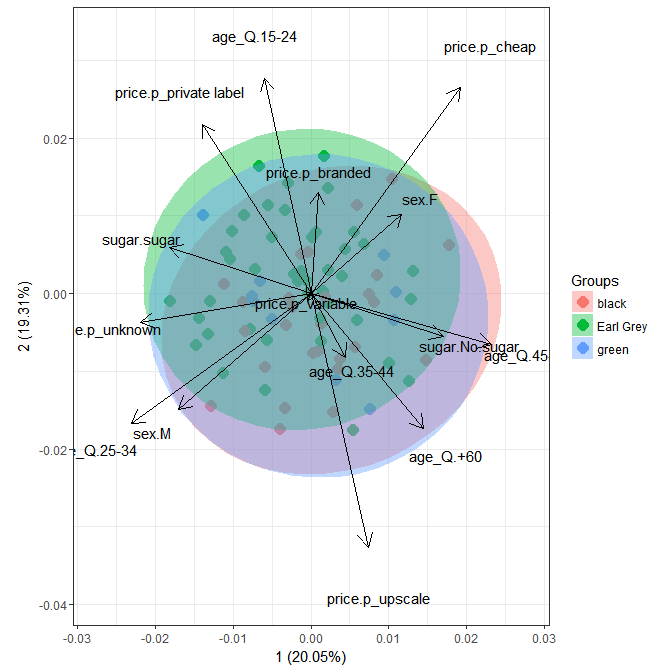 age_Q.15-24
price.p_cheap
price.p_private label
0.02
price.p_branded
sex.F
sugar.sugar
0.00
price.p_variable
e.p_unknown
sugar.No.sugar
age_Q.45-
age_Q.35-44
sex.M
-0.02
_Q.25-34
age_Q.+60
price.p_upscale
-0.04
-0.03
-0.02
-0.01
0.00
0.01
0.02
0.03
1 (20.05%)
2 (19.31%)
Groups
black
Earl Grey
green